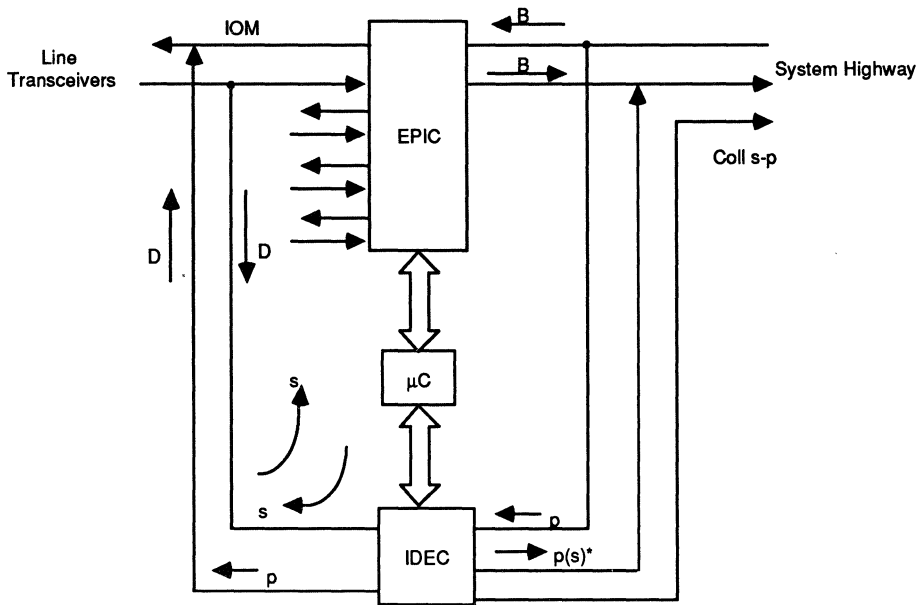 IOM
B
Line
Transceivers
B
System Highway
EPIC
Coll s-p
D
D
s
µC
s
p
IDEC
p(s)*
p